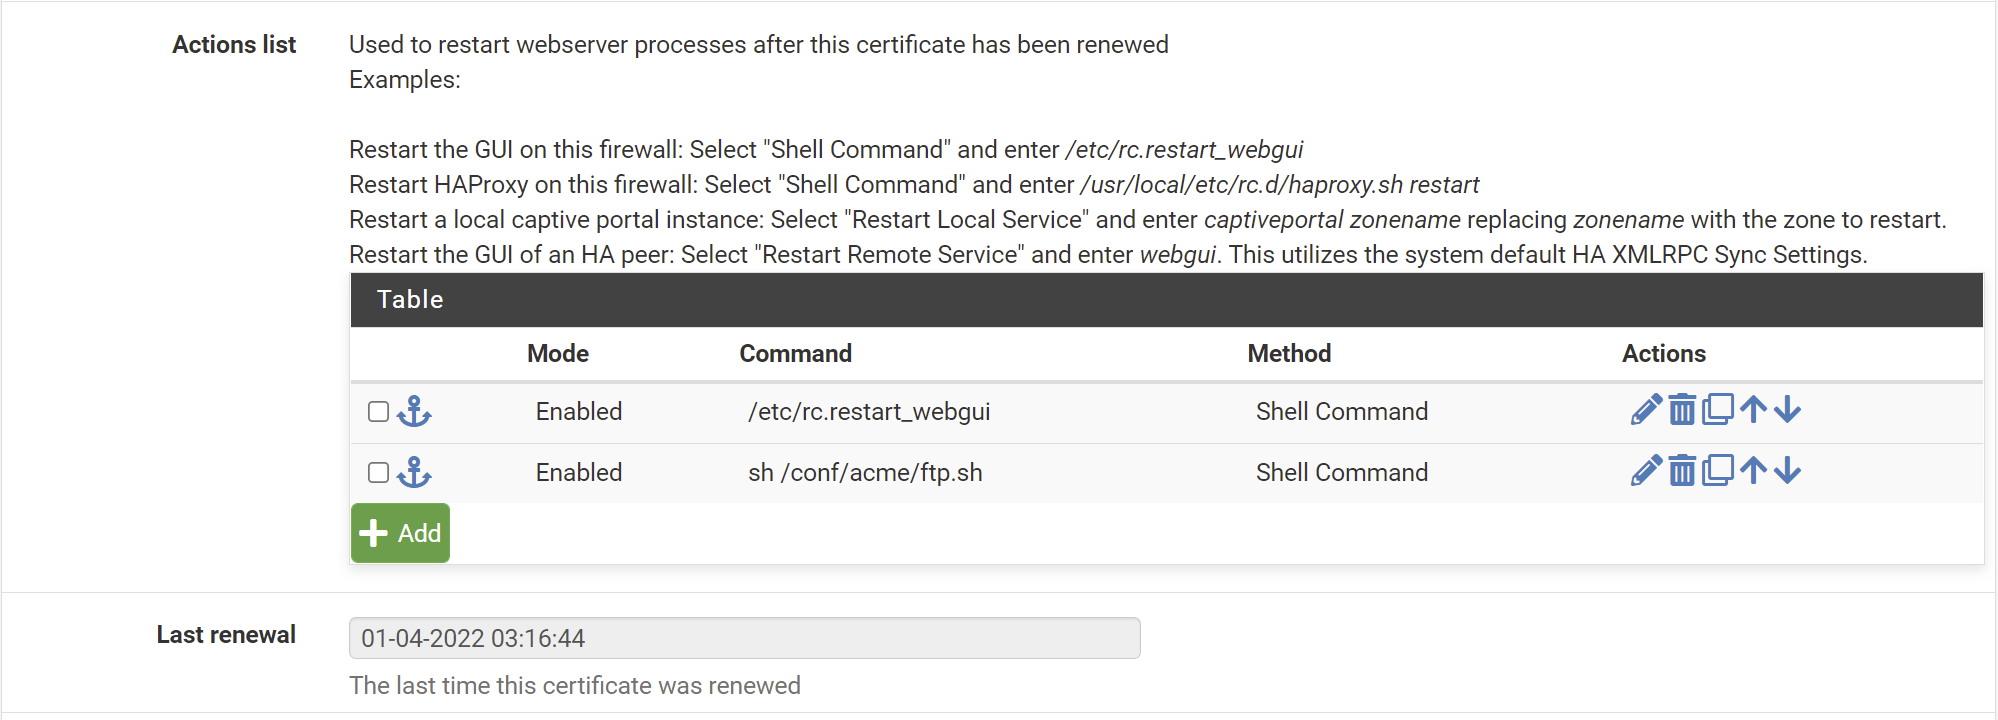 Actions list
Used to restart webserver processes after this certificate has been renewed
Examples:
Restart the GUI on this firewall: Select "Shell Command" and enter /etc/rc.restart_webgui
Restart HAProxy on this firewall: Select "Shell Command" and enter /usr/local/etc/rc.d/haproxy.sh restart
Restart a local captive portal instance: Select "Restart Local Service" and enter captiveportal zonename replacing zonename with the zone to restart.
Restart the GUI of an HA peer: Select "Restart Remote Service" and enter webgui. This utilizes the system default HA XMLRPC Sync Settings.
Table
Mode Command Method Actions
Enabled /etc/rc.restart_webgui Shell Command
Enabled sh /conf/acme/ftp.sh Shell Command
Add
Last renewal 01-04-2022 03:16:44
The last time this certificate was renewed